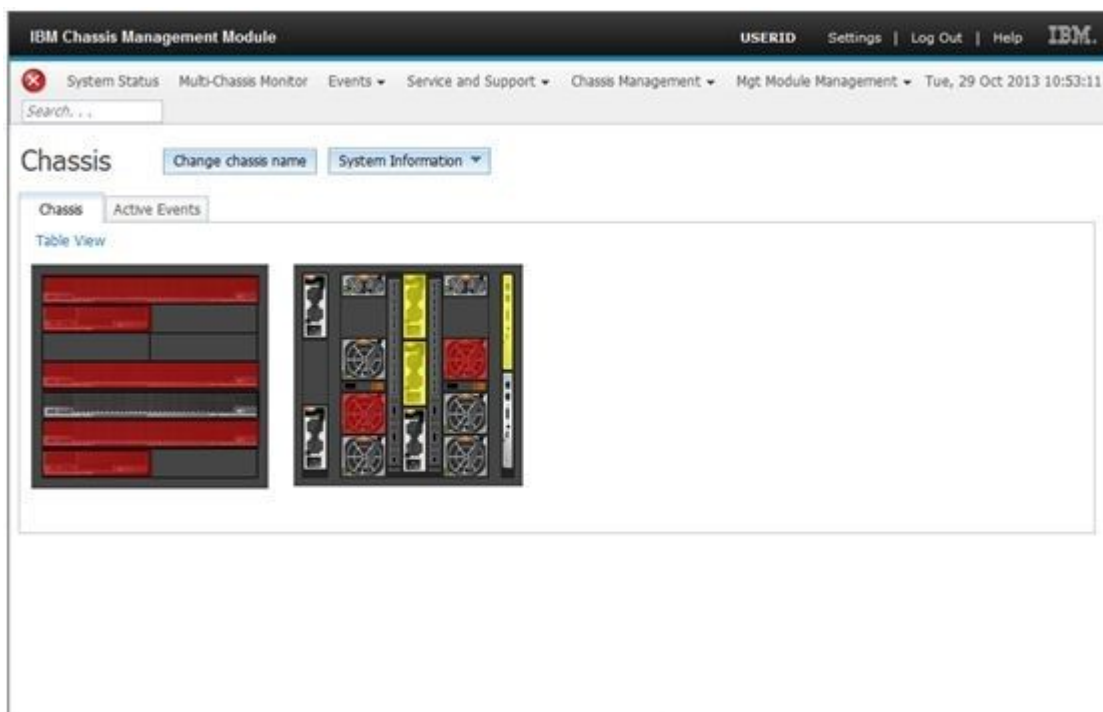 IBM Chassis Management Module USERID Settings | Log Out | Help IBM.
System Status Multi-Chassis Monitor Events Service and Support Chassis Management Mgt Module Management Tue, 29 Oct 2013 10:53:11
Search. . .
Chassis Change chassis name System Information
Chassis Active Events
Table View